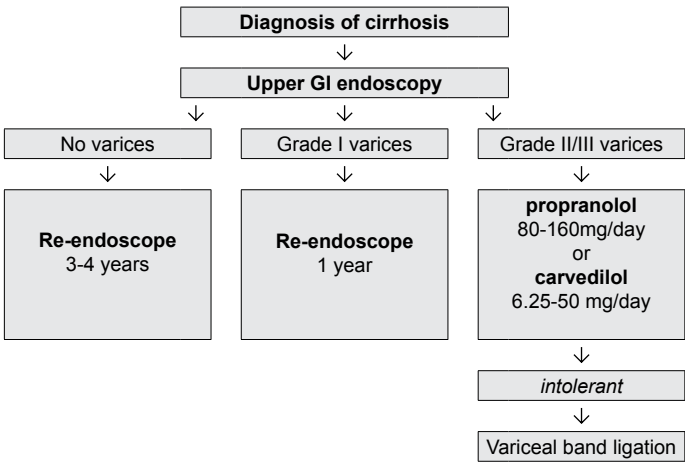 Diagnosis of cirrhosis
Upper GI endoscopy
No varices
Grade I varices
Grade II/III varices
Re-endoscope
3-4 years
Re-endoscope
1 year
propranolol
80-160mg/day
or
carvedilol
6.25-50 mg/day
intolerant
Variceal band ligation